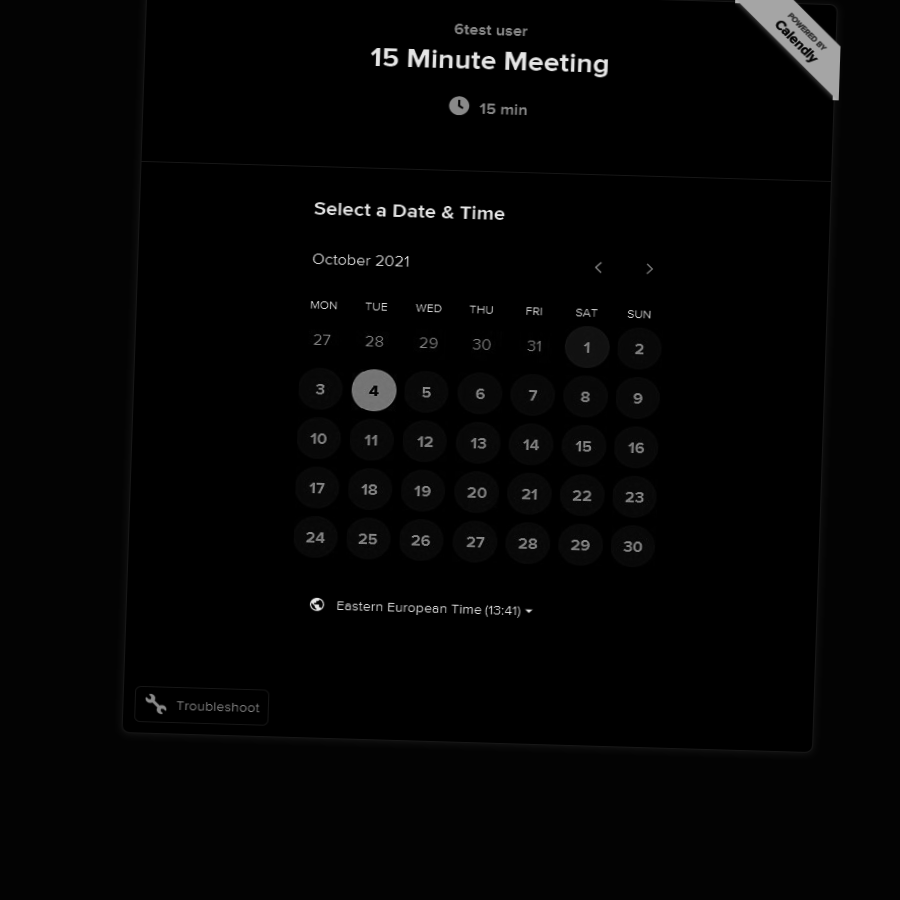 6test user
15 Minute Meeting
15 min
POWERED BY
Calendly
Select a Date & Time
October 2021
MON TUE WED THU FRI SAT SUN
27 28 29 30 31 1 2
3 4 5 6 7 8 9
10 11 12 13 14 15 16
17 18 19 20 21 22 23
24 25 26 27 28 29 30
Eastern European Time (13:41)
Troubleshoot